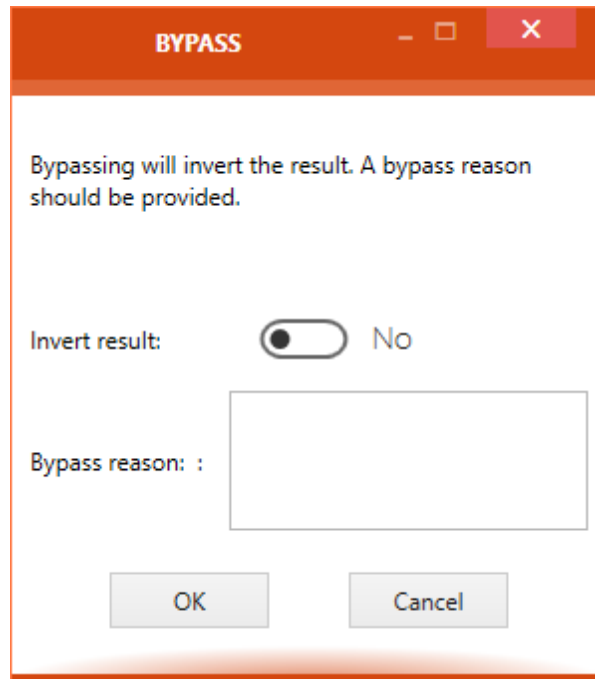 BYPASS
Bypassing will invert the result. A bypass reason
should be provided.
Invert result: No
Bypass reason: :
OK Cancel